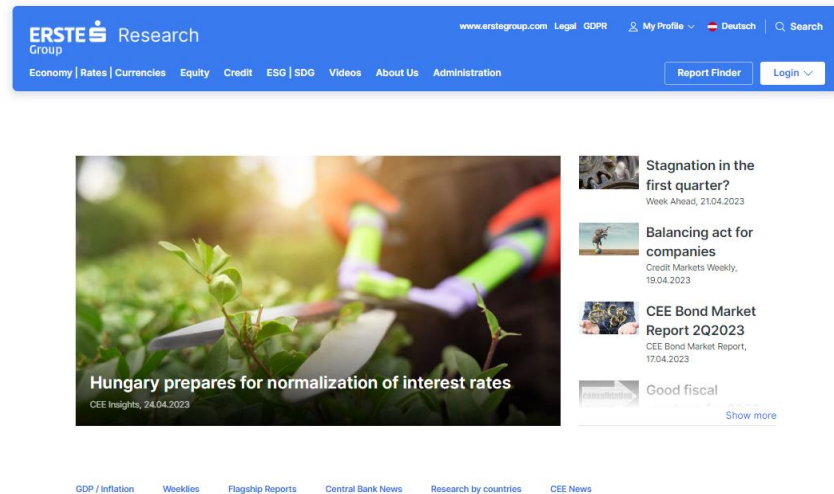 www.erstegroup.com Legal GDPR My Profile Deutsch Search
ERSTE Research
Group
Economy | Rates | Currencies Equity Credit ESG | SDG Videos About Us Administration Report Finder Login
Stagnation in the
first quarter?
Week Ahead, 21.04.2023
Balancing act for
companies
Credit Markets Weekly,
19.04.2023
CEE Bond Market
Report 2Q2023
CEE Bond Market Report,
17.04.2023
consolidation
Good fiscal
Show more
Hungary prepares for normalization of interest rates
CEE Insights, 24.04.2023
GDP / Inflation Weeklies Flagship Reports Central Bank News Research by countries CEE News